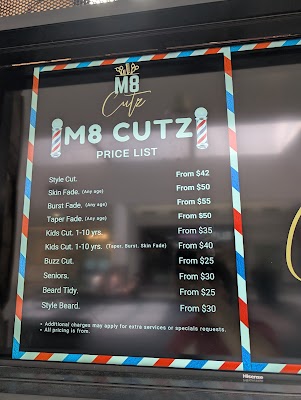 M8
Cutz
M8 CUTZ
PRICE LIST
Style Cut. From $42
Skin Fade. (Any age) From $50
Burst Fade. (Any age) From $55
Taper Fade. (Any age) From $50
Kids Cut. 1-10 yrs. From $35
Kids Cut. 1-10 yrs. (Taper, Burst, Skin Fade) From $40
Buzz Cut. From $25
Seniors. From $30
Beard Tidy. From $25
Style Beard. From $30
• Additional charges may apply for extra services or specials requests.
• All pricing is from.
Hisense